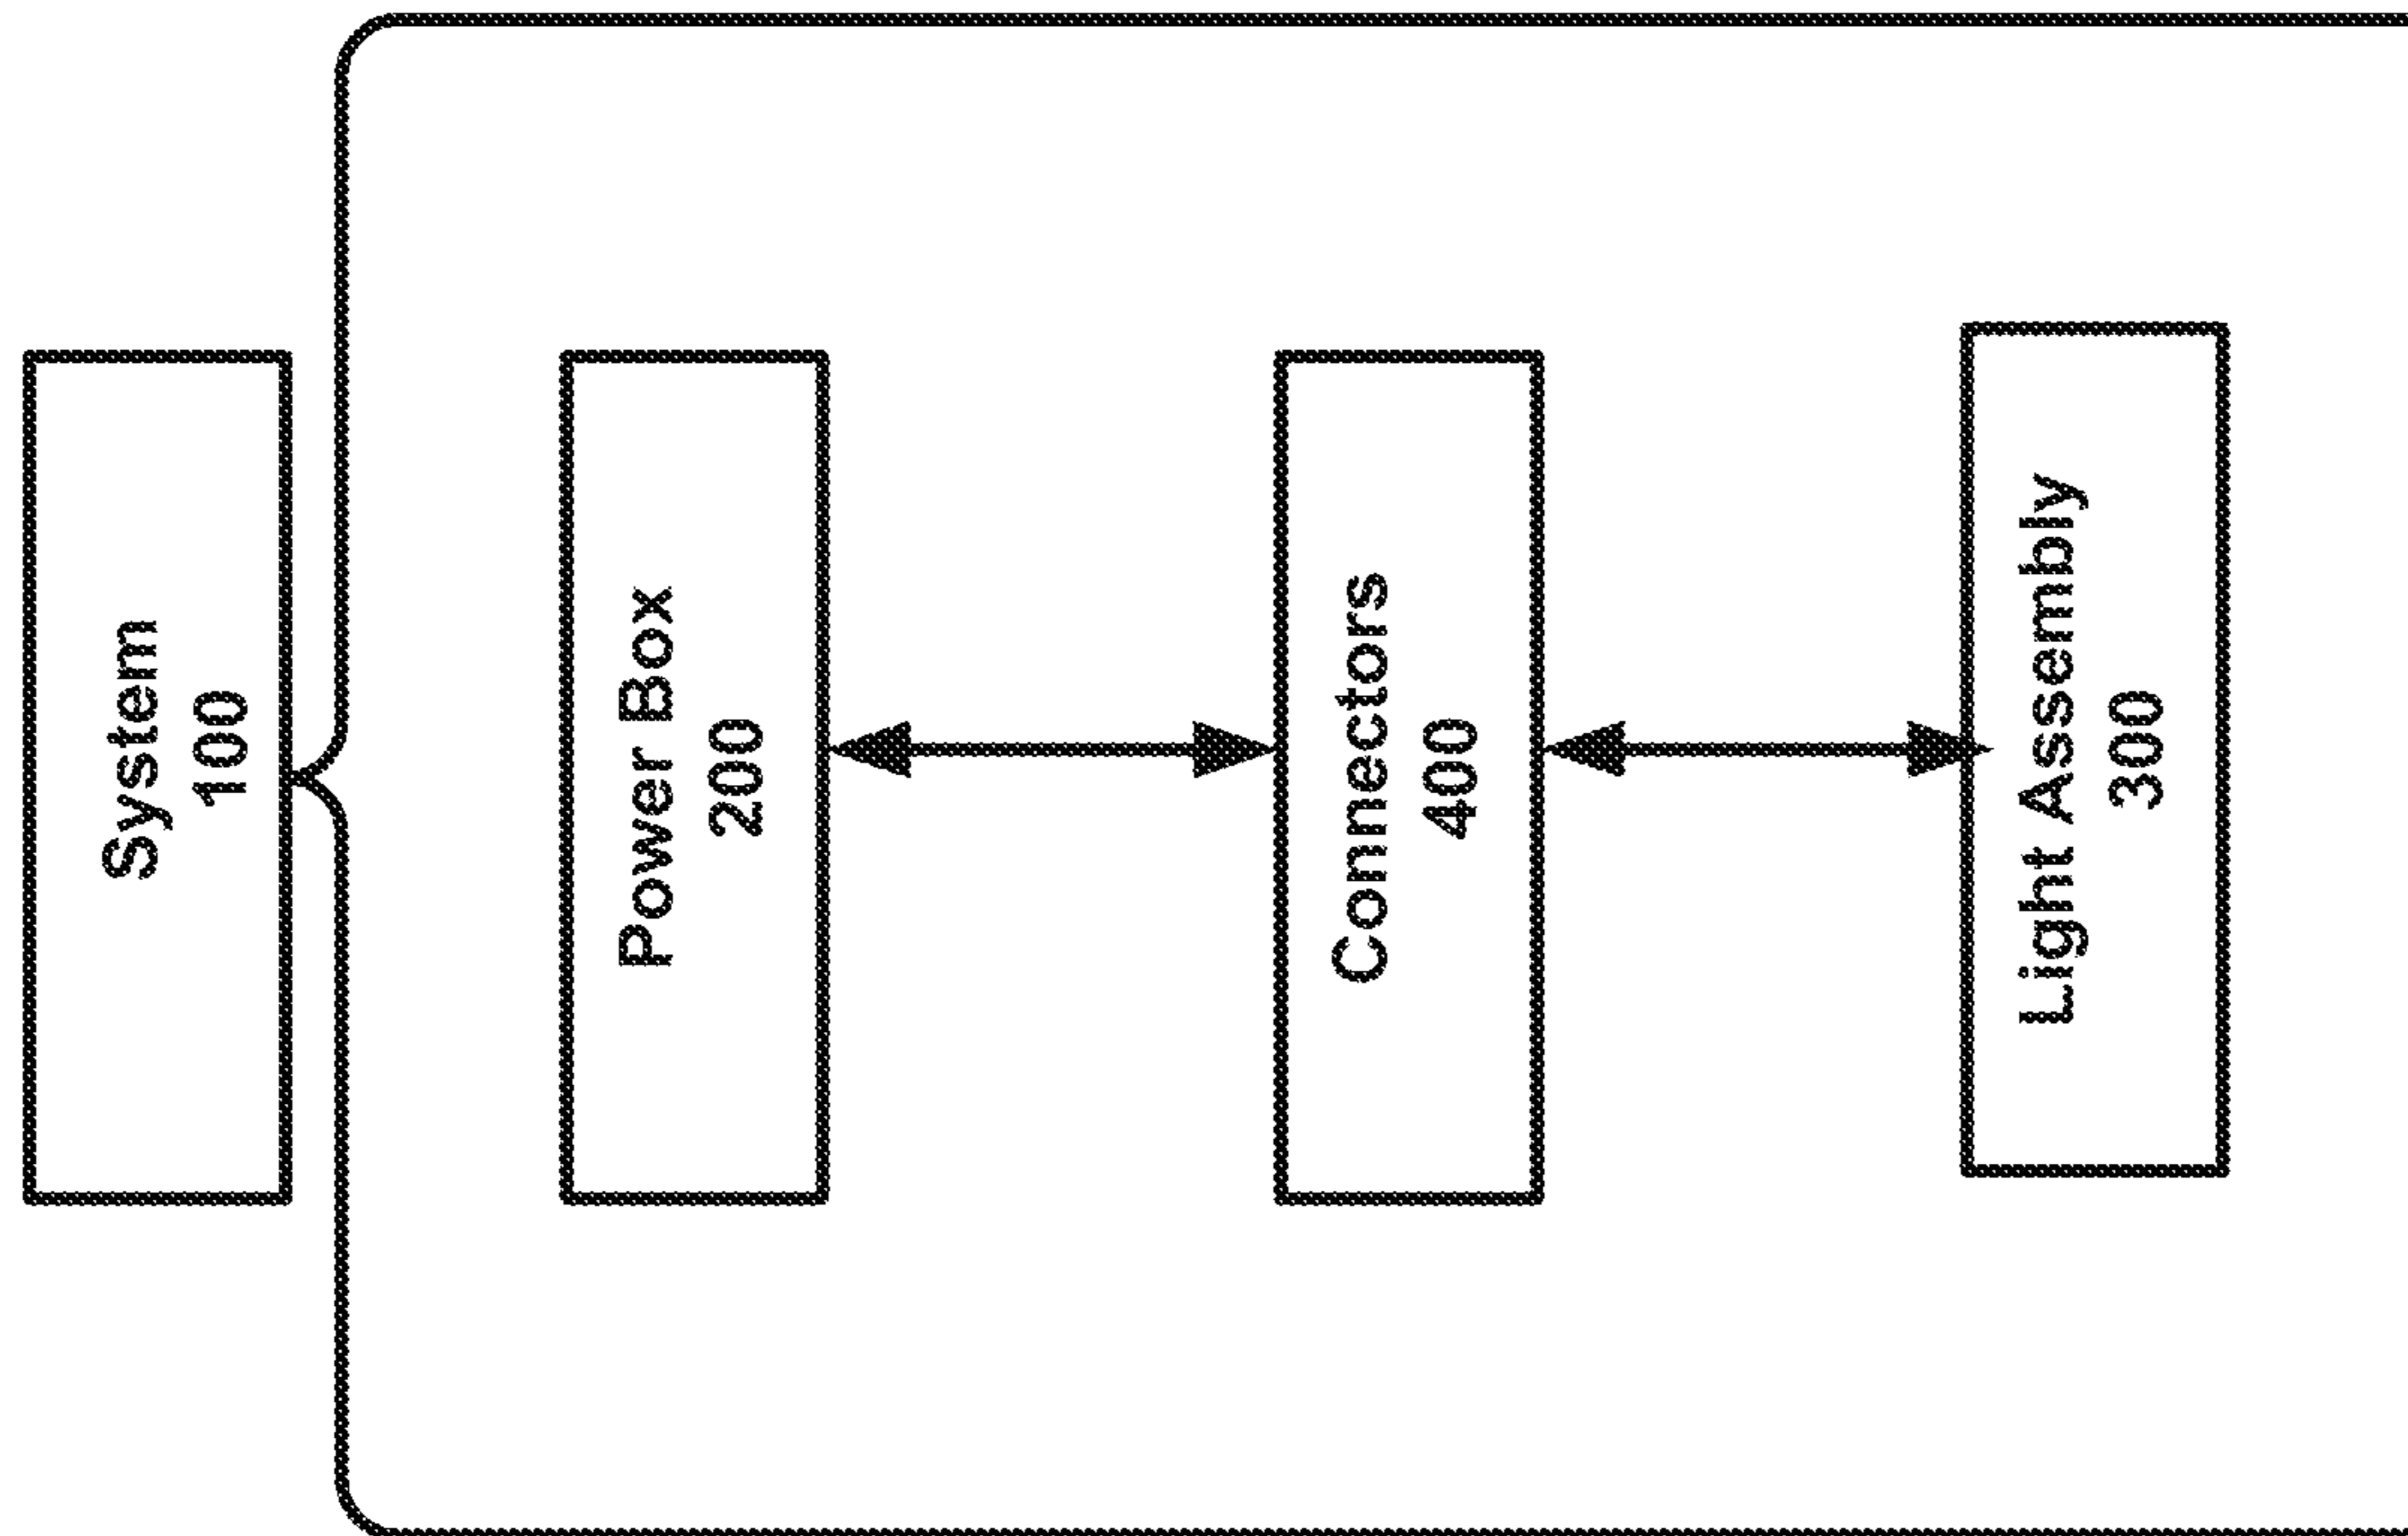 System
100
Power Box
200
Connectors
400
Light Assembly
300